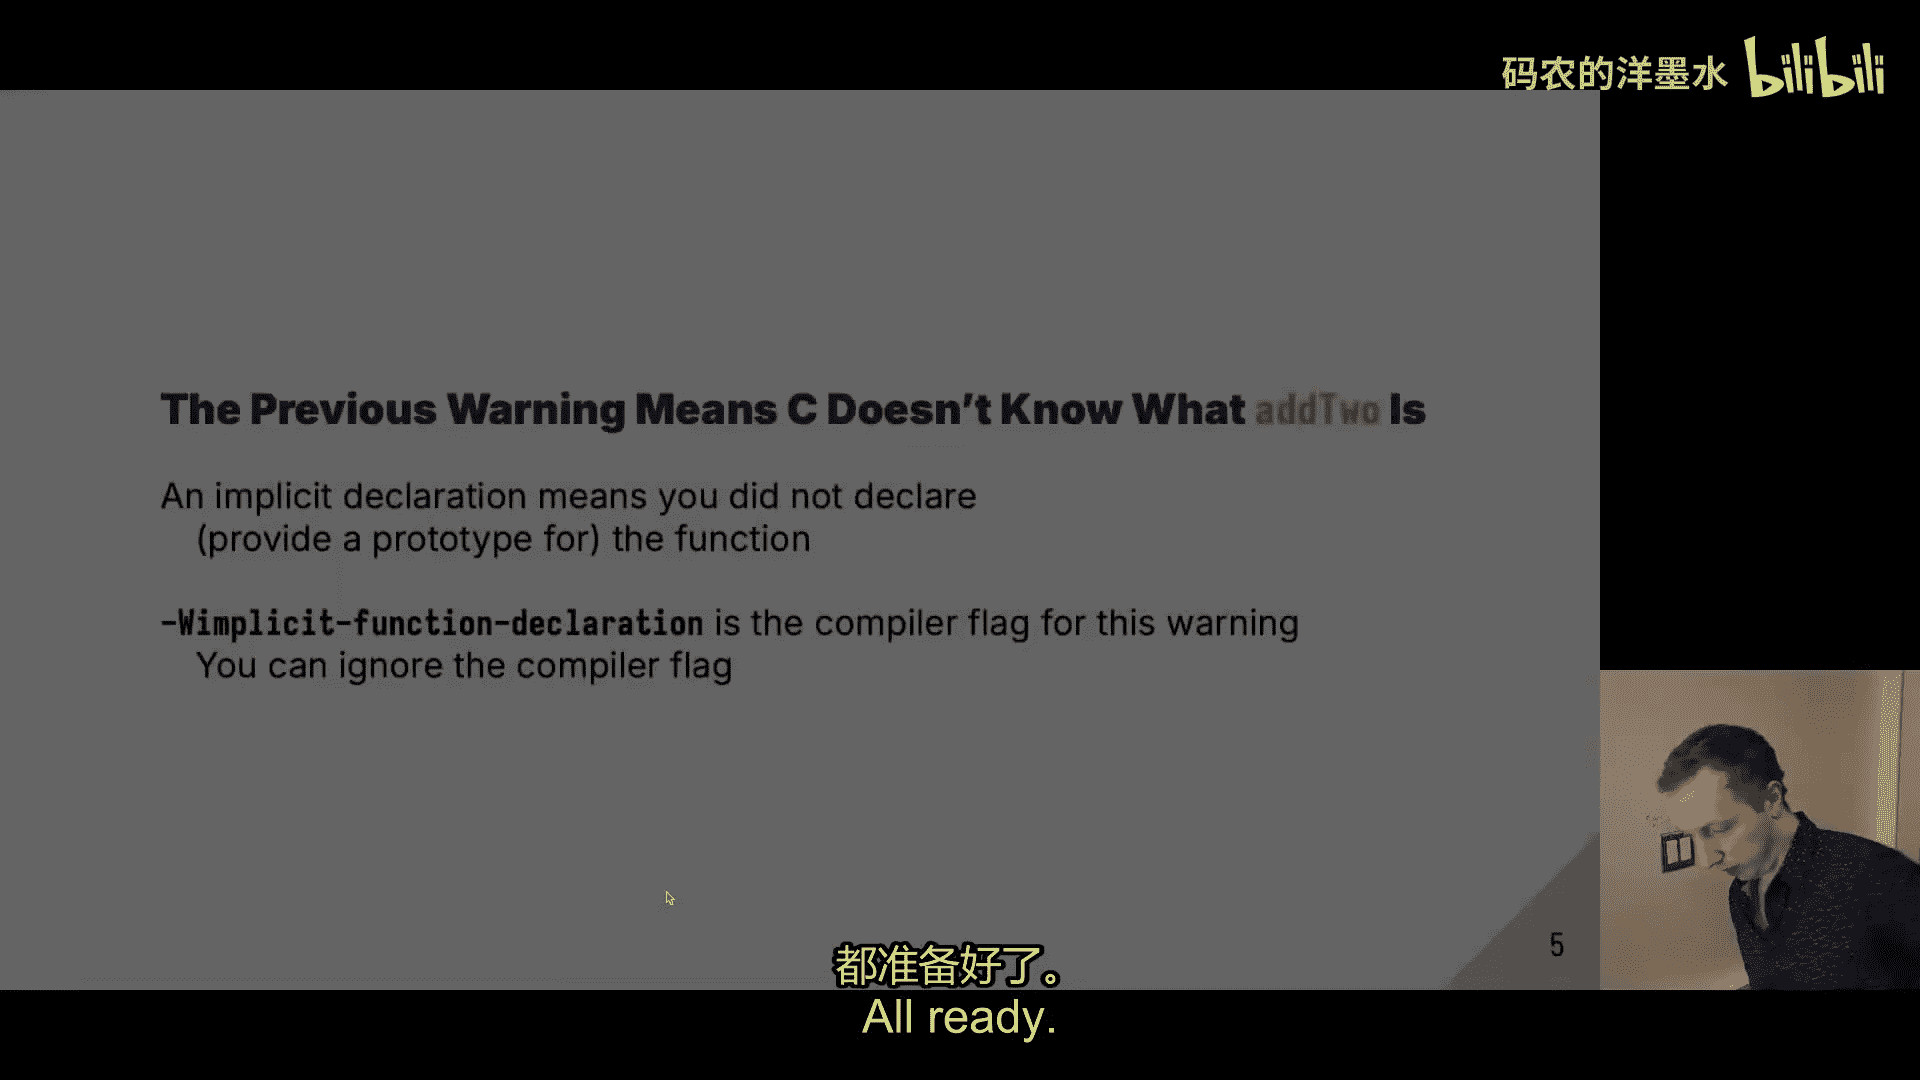 码农的洋墨水 bilibili
The Previous Warning Means C Doesn't Know What addTwo Is
An implicit declaration means you did not declare
(provide a prototype for) the function
-Wimplicit-function-declaration is the compiler flag for this warning
You can ignore the compiler flag
5
都准备好了。
All ready.